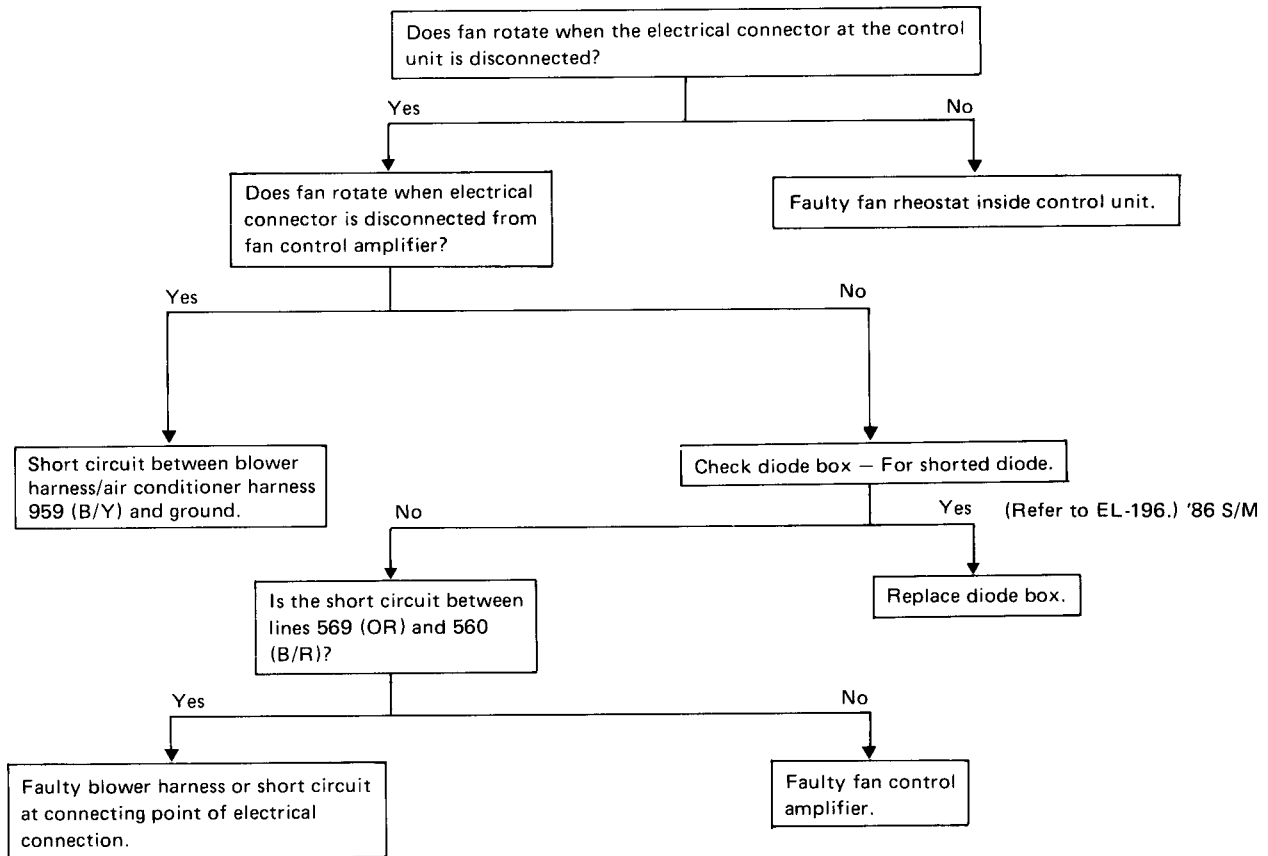 Does fan rotate when the electrical connector at the control
unit is disconnected?
Yes
No
Does fan rotate when electrical
connector is disconnected from
fan control amplifier?
Faulty fan rheostat inside control unit.
Yes
No
Short circuit between blower
harness/air conditioner harness
959 (B/Y) and ground.
Check diode box – For shorted diode.
No
Yes (Refer to EL-196.) '86 S/M
Is the short circuit between
lines 569 (OR) and 560
(B/R)?
Replace diode box.
Yes
No
Faulty blower harness or short circuit
at connecting point of electrical
connection.
Faulty fan control
amplifier.